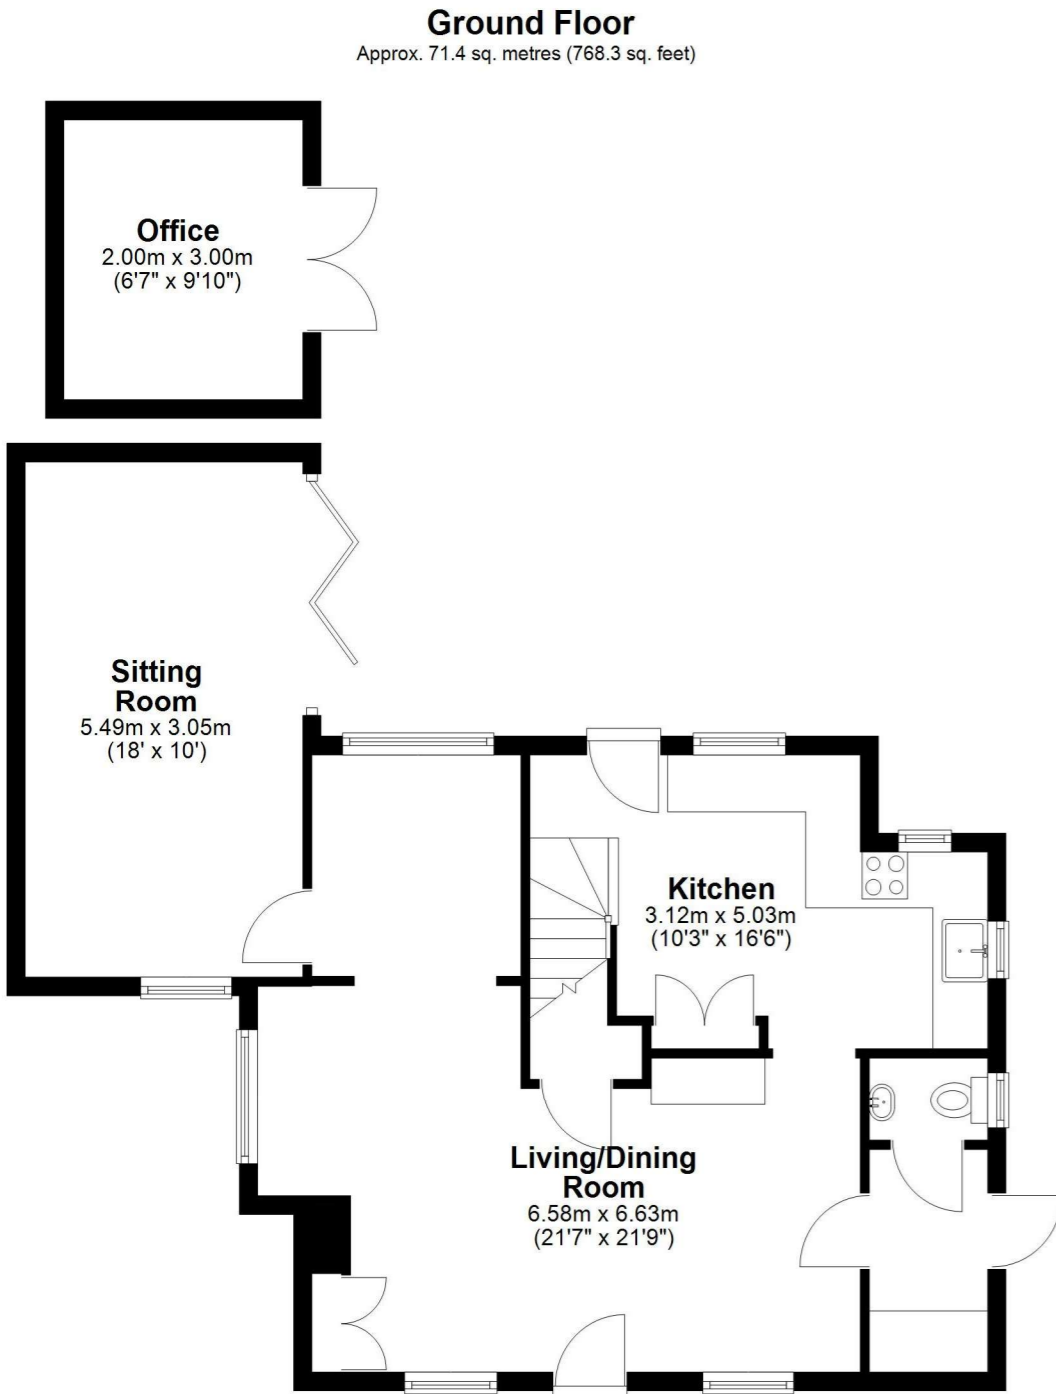 Ground Floor
Approx. 71.4 sq. metres (768.3 sq. feet)
Office
2.00m x 3.00m
(6'7" x 9'10")
Sitting
Room
5.49m x 3.05m
(18' x 10')
Kitchen
3.12m x 5.03m
(10'3" x 16'6")
Living/Dining
Room
6.58m x 6.63m
(21'7" x 21'9")